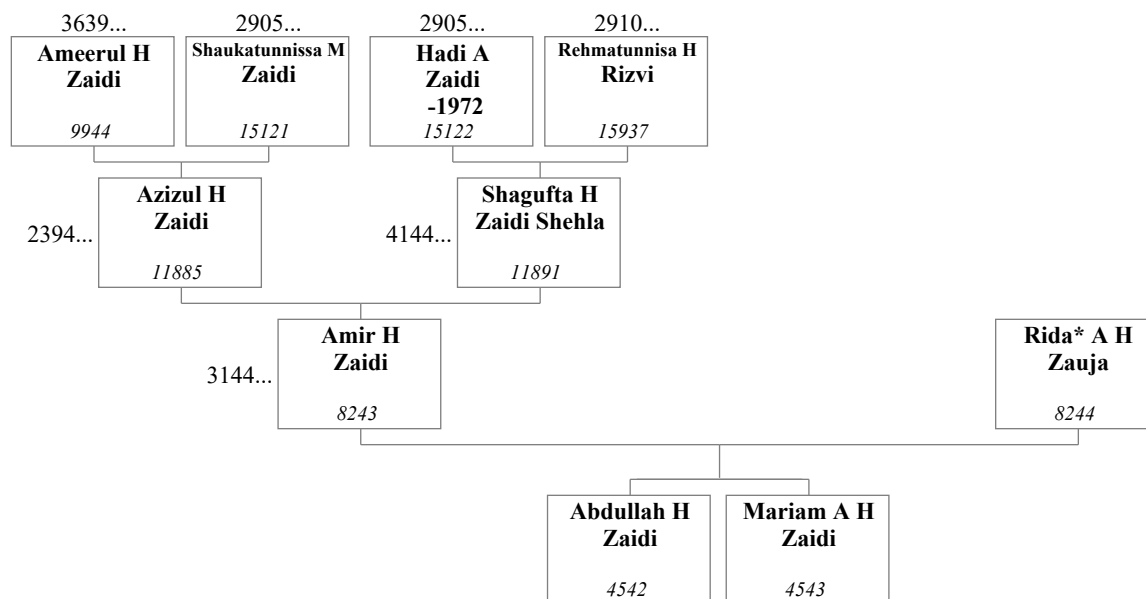 3639... 2905... 2905... 2910...
Ameerul H
Zaidi
9944
Shaukatunnissa M
Zaidi
15121
Hadi A
Zaidi
-1972
15122
Rehmatunnisa H
Rizvi
15937
2394...
Azizul H
Zaidi
11885
4144...
Shagufta H
Zaidi Shehla
11891
3144...
Amir H
Zaidi
8243
Rida* A H
Zauja
8244
Abdullah H
Zaidi
4542
Mariam A H
Zaidi
4543